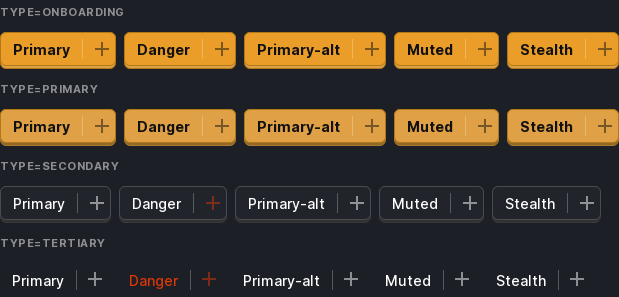 TYPE=ONBOARDING
Primary Danger Primary-alt Muted Stealth
TYPE=PRIMARY
Primary Danger Primary-alt Muted Stealth
TYPE=SECONDARY
Primary Danger Primary-alt Muted Stealth
TYPE=TERTIARY
Primary Danger Primary-alt Muted Stealth